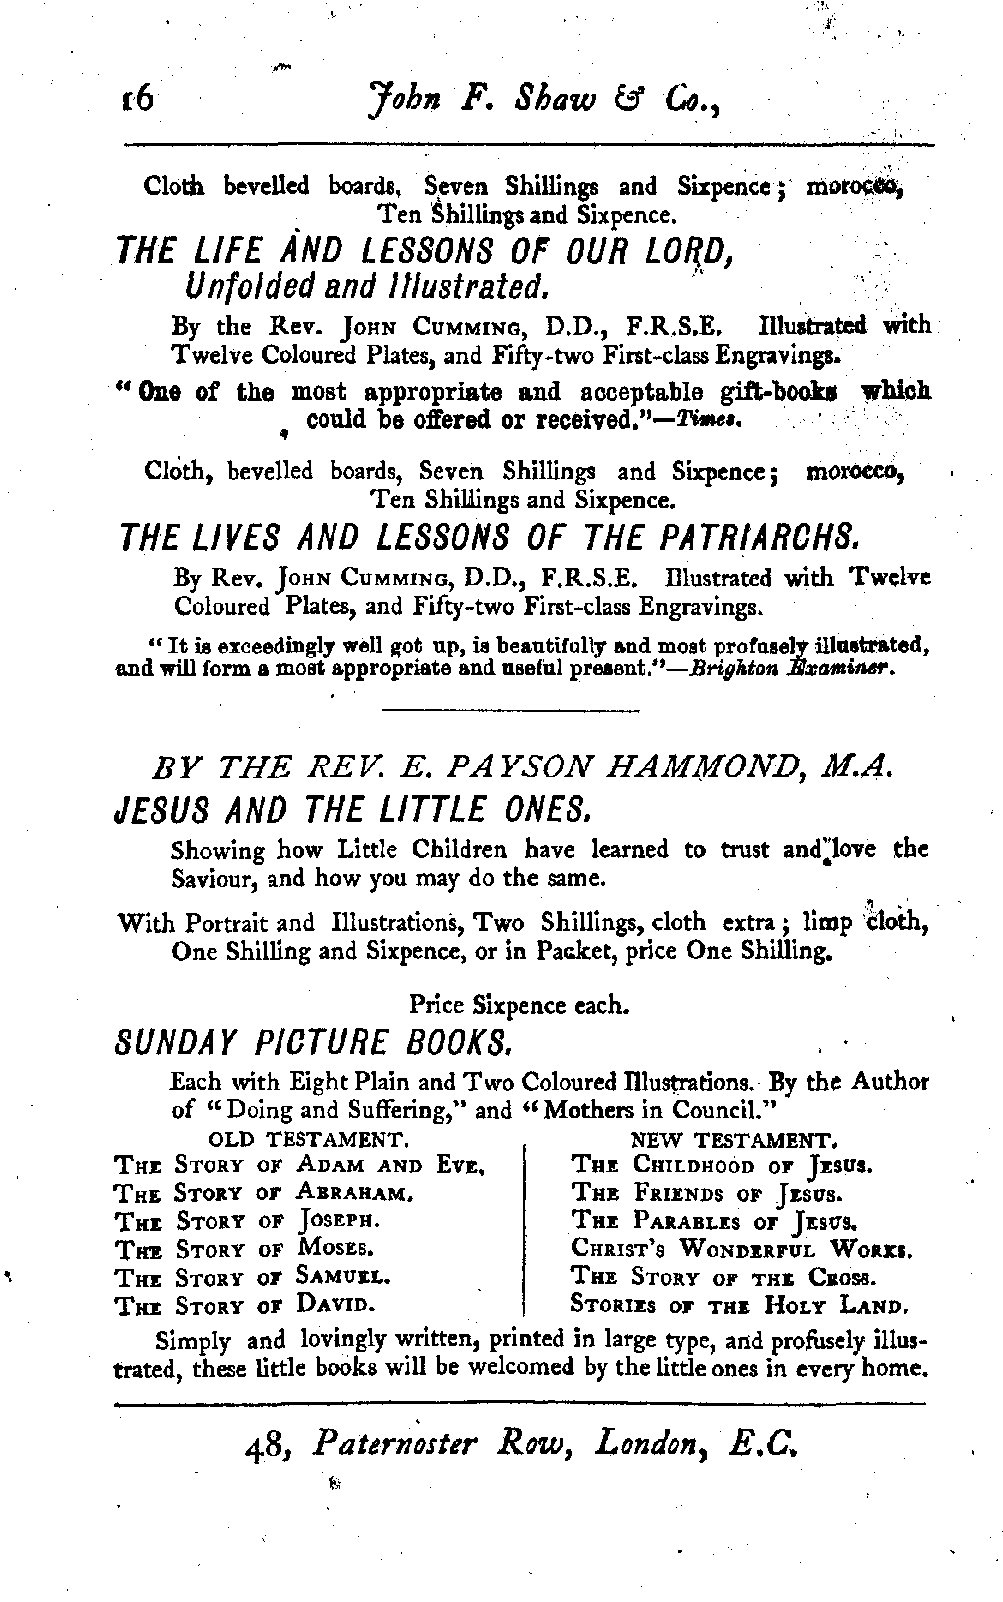 16 John F. Shaw & Co.,
Cloth bevelled boards, Seven Shillings and Sixpence; morocco,
Ten Shillings and Sixpence.
THE LIFE AND LESSONS OF OUR LORD,
Unfolded and Illustrated.
By the Rev. JOHN CUMMING, D.D., F.R.S.E. Illustrated with
Twelve Coloured Plates, and Fifty-two First-class Engravings.
"One of the most appropriate and acceptable gift-books which
could be offered or received."—Times.
Cloth, bevelled boards, Seven Shillings and Sixpence; morocco,
Ten Shillings and Sixpence.
THE LIVES AND LESSONS OF THE PATRIARCHS.
By Rev. JOHN CUMMING, D.D., F.R.S.E. Illustrated with Twelve
Coloured Plates, and Fifty-two First-class Engravings.
"It is exceedingly well got up, is beautifully and most profusely illustrated,
and will form a most appropriate and useful present."—Brighton Examiner.
BY THE REV. E. PAYSON HAMMOND, M.A.
JESUS AND THE LITTLE ONES.
Showing how Little Children have learned to trust and love the
Saviour, and how you may do the same.
With Portrait and Illustrations, Two Shillings, cloth extra; limp cloth,
One Shilling and Sixpence, or in Packet, price One Shilling.
Price Sixpence each.
SUNDAY PICTURE BOOKS.
Each with Eight Plain and Two Coloured Illustrations. By the Author
of "Doing and Suffering," and "Mothers in Council."
OLD TESTAMENT.
THE STORY OF ADAM AND EVE.
THE STORY OF ABRAHAM.
THE STORY OF JOSEPH.
THE STORY OF MOSES.
THE STORY OF SAMUEL.
THE STORY OF DAVID.
NEW TESTAMENT.
THE CHILDHOOD OF JESUS.
THE FRIENDS OF JESUS.
THE PARABLES OF JESUS.
CHRIST'S WONDERFUL WORKS.
THE STORY OF THE CROSS.
STORIES OF THE HOLY LAND.
Simply and lovingly written, printed in large type, and profusely illus-
trated, these little books will be welcomed by the little ones in every home.
48, Paternoster Row, London, E.C.